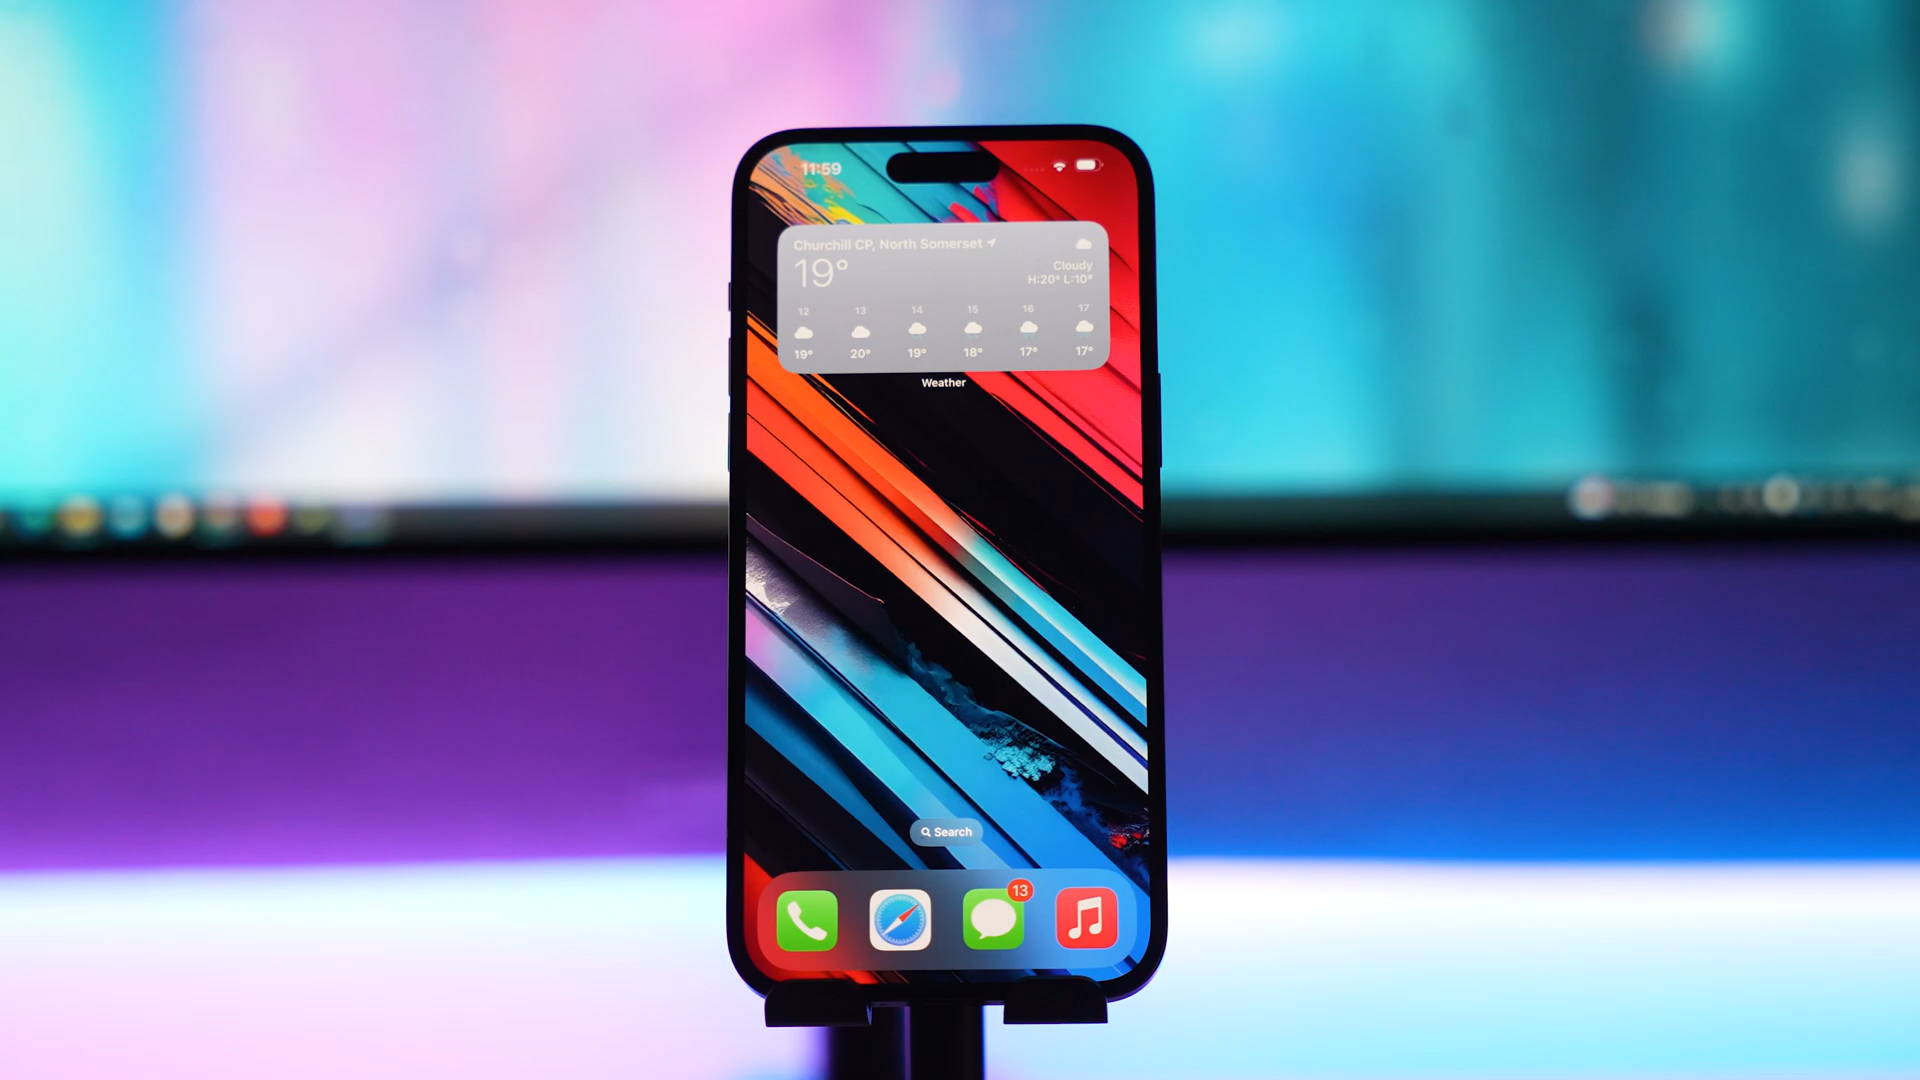 11:59
Churchill CP, North Somerset
19°
Cloudy
H:20° L:10°
12 13 14 15 16 17
19° 20° 19° 18° 17° 17°
Weather
Search
13